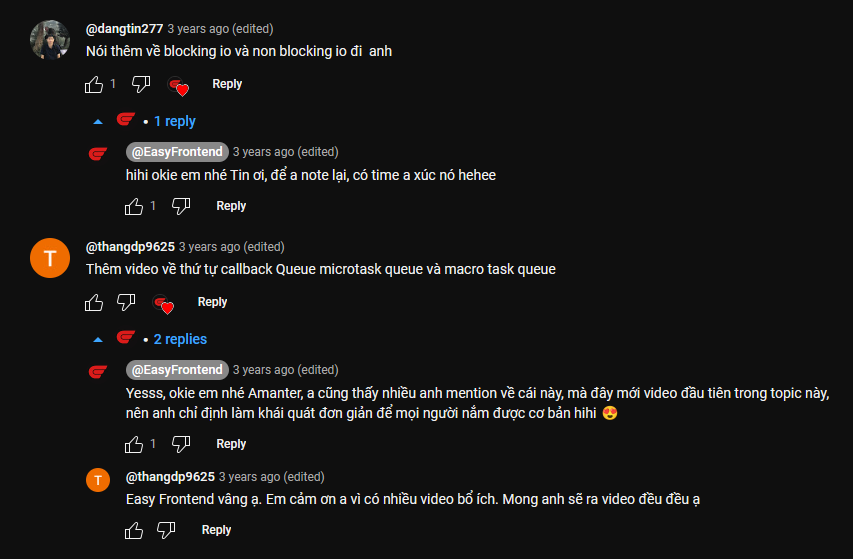 @dangtin277 3 years ago (edited)
Nói thêm về blocking io và non blocking io đi anh
1 Reply
1 reply
@EasyFrontend 3 years ago (edited)
hihi okie em nhé Tin ơi, để a note lại, có time a xúc nó hehee
1 Reply
T
@thangdp9625 3 years ago (edited)
Thêm video về thứ tự callback Queue microtask queue và macro task queue
Reply
2 replies
@EasyFrontend 3 years ago (edited)
Yesss, okie em nhé Amanter, a cũng thấy nhiều anh mention về cái này, mà đây mới video đầu tiên trong topic này,
nên anh chỉ định làm khái quát đơn giản để mọi người nắm được cơ bản hihi 😍
1 Reply
T
@thangdp9625 3 years ago (edited)
Easy Frontend vâng ạ. Em cảm ơn a vì có nhiều video bổ ích. Mong anh sẽ ra video đều đều ạ
Reply